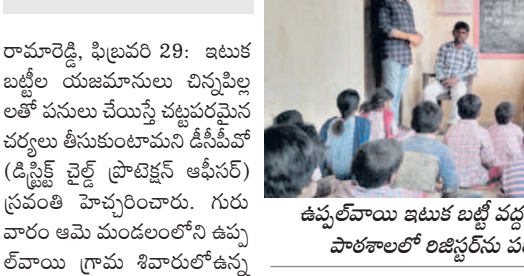 రామారెడ్డి, ఫిబ్రవరి 29: ఇటుక
బట్టీల యజమానులు చిన్నపిల్ల
లతో పనులు చేయిస్తే చట్టపరమైన
చర్యలు తీసుకుంటామని డీసీపీవో
(డిస్ట్రిక్ట్ చైల్డ్ ప్రొటెక్షన్ ఆఫీసర్)
స్రవంతి హెచ్చరించారు. గురు
వారం ఆమె మండలంలోని ఉప్ప
ల్‌వాయి గ్రామ శివారులోఉన్న
ఉప్పల్‌వాయి ఇటుక బట్టీ వద్ద
పాఠశాలలో రిజిస్టర్‌ను